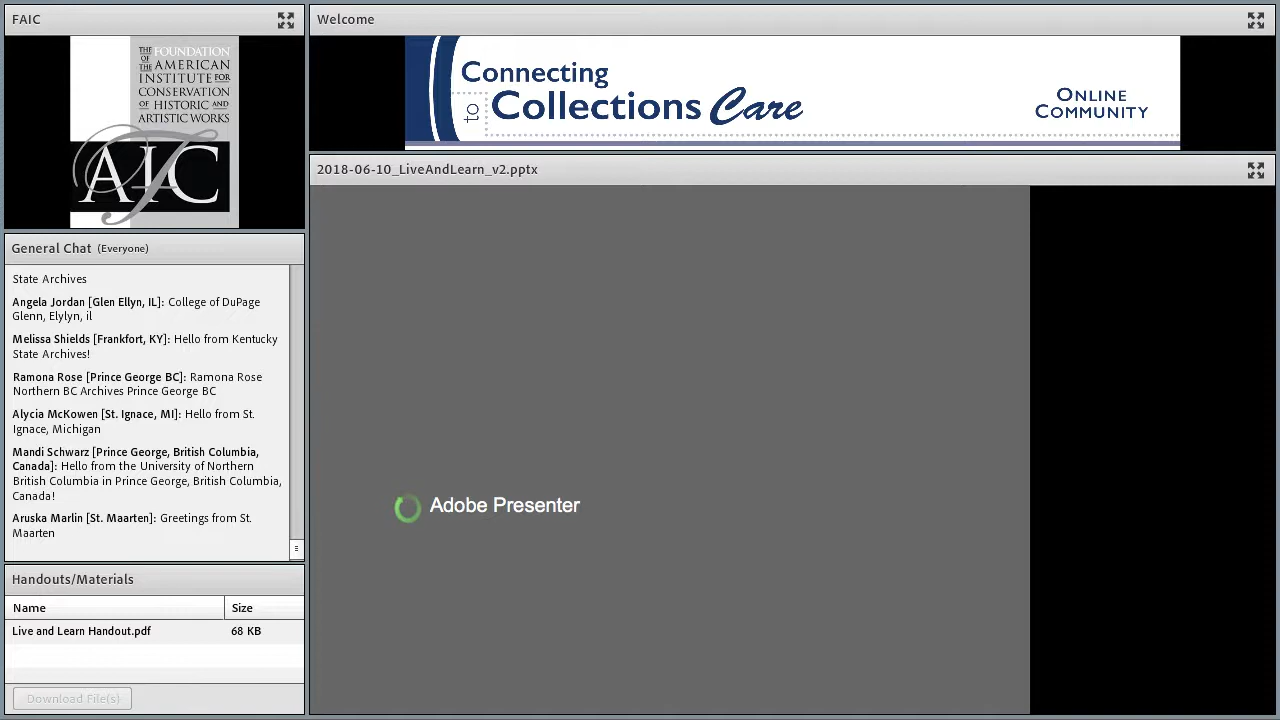 FAIC
THE FOUNDATION
OF THE AMERICAN
INSTITUTE FOR
CONSERVATION
OF HISTORIC AND
ARTISTIC WORKS
FAIC
General Chat (Everyone)
State Archives
Angela Jordan [Glen Ellyn, IL]: College of DuPage
Glenn, Elylyn, il
Melissa Shields [Frankfort, KY]: Hello from Kentucky
State Archives!
Ramona Rose [Prince George BC]: Ramona Rose
Northern BC Archives Prince George BC
Alycia McKowen [St. Ignace, MI]: Hello from St.
Ignace, Michigan
Mandi Schwarz [Prince George, British Columbia,
Canada]: Hello from the University of Northern
British Columbia in Prince George, British Columbia,
Canada!
Aruska Marlin [St. Maarten]: Greetings from St.
Maarten
Handouts/Materials
Name Size
Live and Learn Handout.pdf 68 KB
Download File(s)
Welcome
Connecting
to Collections Care
ONLINE
COMMUNITY
2018-06-10_LiveAndLearn_v2.pptx
Adobe Presenter